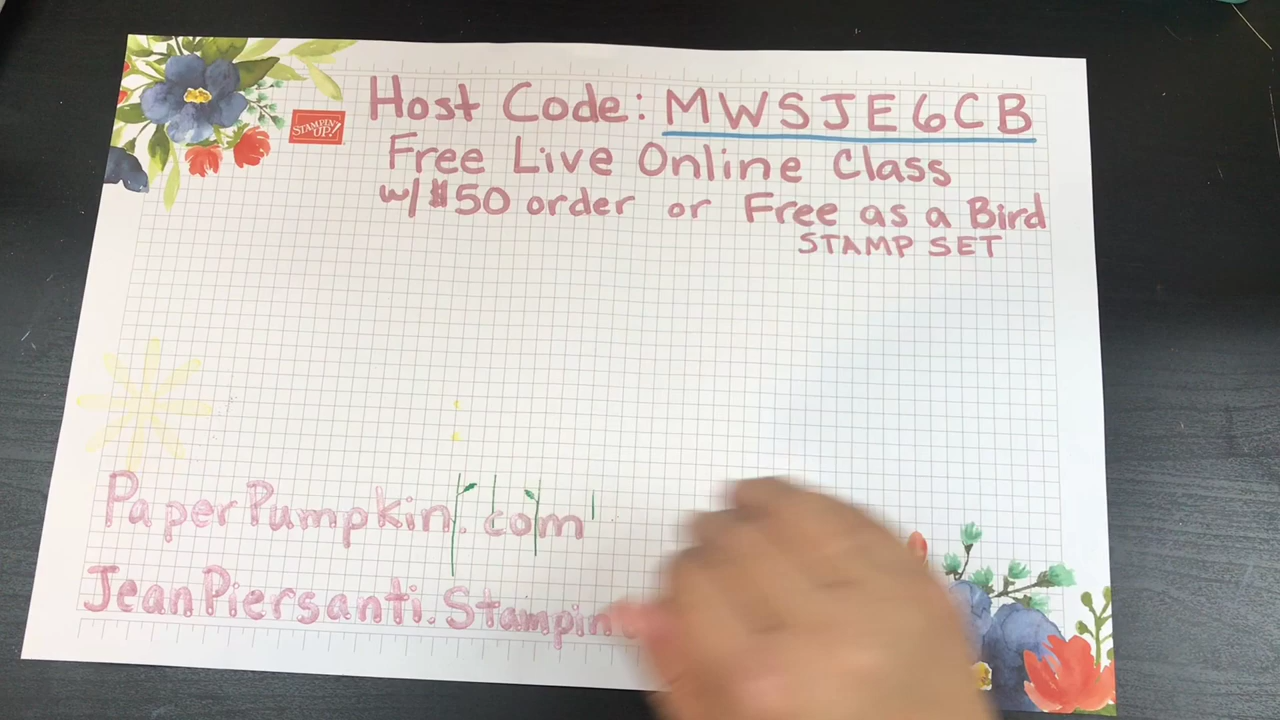 Host Code: MWSJE6CB
STAMPIN' UP!
Free Live Online Class
w/ $50 order or Free as a Bird
STAMP SET
PaperPumpkin.com
JeanPiersanti.Stampin